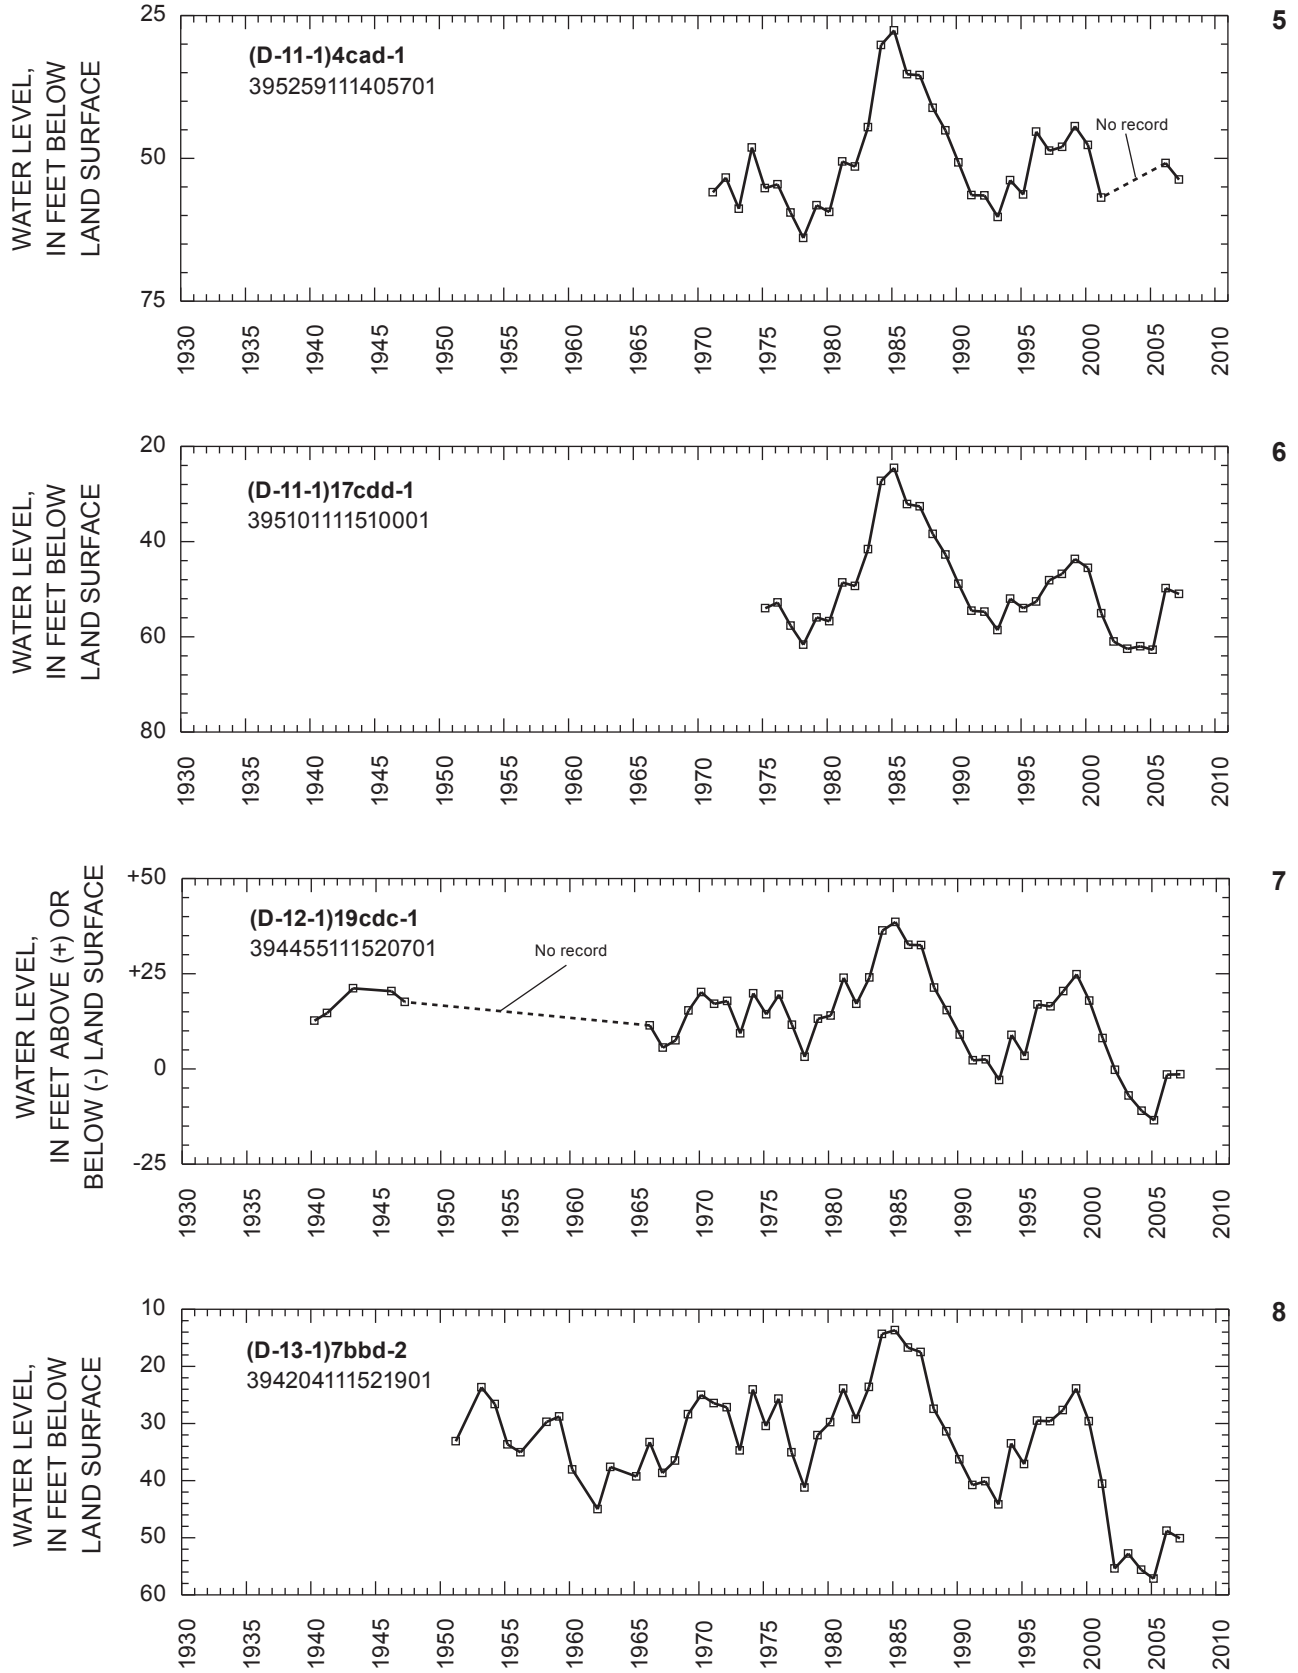 5
WATER LEVEL,
IN FEET BELOW
LAND SURFACE
25
50
75
(D-11-1)4cad-1
395259111405701
No record
1930 1935 1940 1945 1950 1955 1960 1965 1970 1975 1980 1985 1990 1995 2000 2005 2010
6
WATER LEVEL,
IN FEET BELOW
LAND SURFACE
20
40
60
80
(D-11-1)17cdd-1
395101111510001
1930 1935 1940 1945 1950 1955 1960 1965 1970 1975 1980 1985 1990 1995 2000 2005 2010
7
WATER LEVEL,
IN FEET ABOVE (+) OR
BELOW (-) LAND SURFACE
+50
+25
0
-25
(D-12-1)19cdc-1
394455111520701
No record
1930 1935 1940 1945 1950 1955 1960 1965 1970 1975 1980 1985 1990 1995 2000 2005 2010
8
WATER LEVEL,
IN FEET BELOW
LAND SURFACE
10
20
30
40
50
60
(D-13-1)7bbd-2
394204111521901
1930 1935 1940 1945 1950 1955 1960 1965 1970 1975 1980 1985 1990 1995 2000 2005 2010